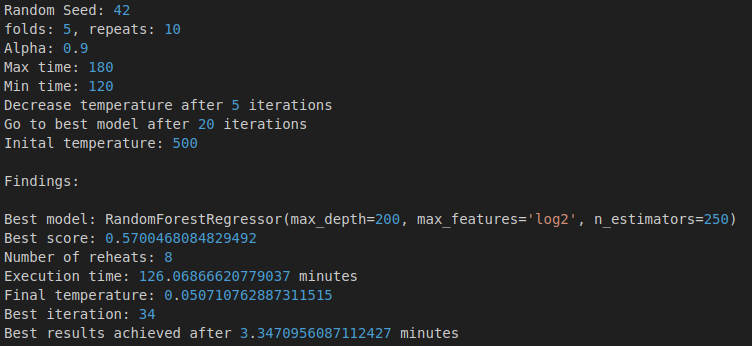 Random Seed: 42
folds: 5, repeats: 10
Alpha: 0.9
Max time: 180
Min time: 120
Decrease temperature after 5 iterations
Go to best model after 20 iterations
Inital temperature: 500
Findings:
Best model: RandomForestRegressor(max_depth=200, max_features='log2', n_estimators=250)
Best score: 0.5700468084829492
Number of reheats: 8
Execution time: 126.06866620779037 minutes
Final temperature: 0.050710762887311515
Best iteration: 34
Best results achieved after 3.3470956087112427 minutes